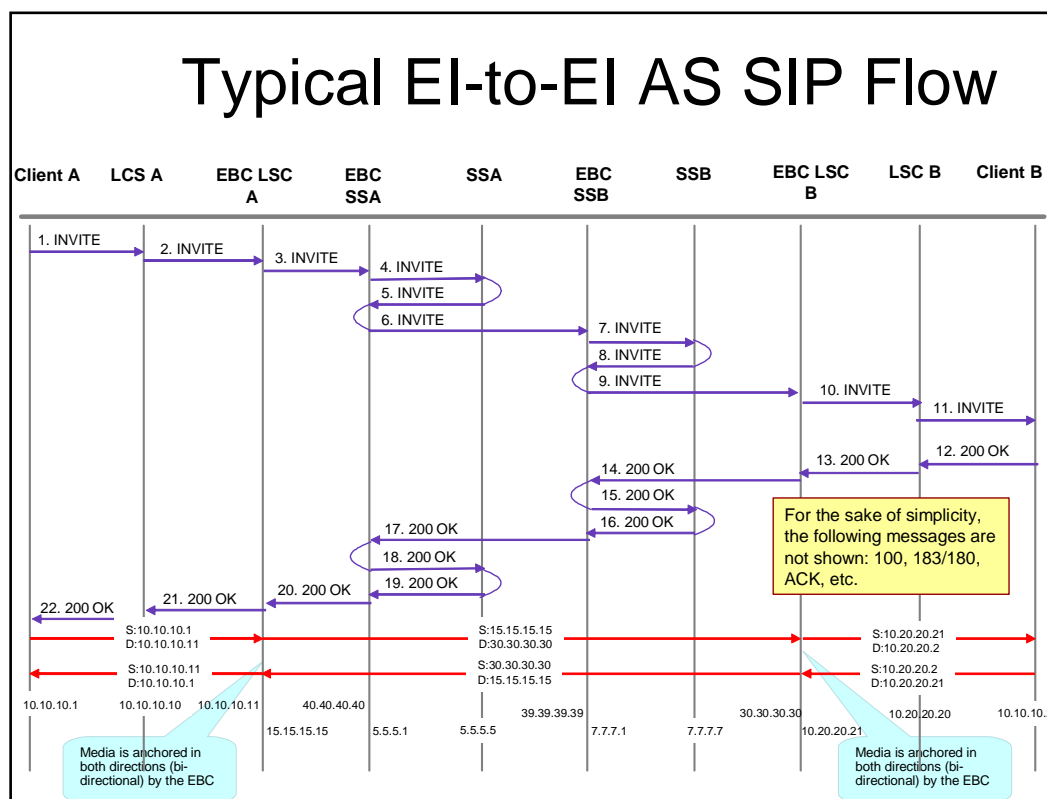 Typical EI-to-EI AS SIP Flow
Client A
LCS A
EBC LSC
A
EBC
SSA
SSA
EBC
SSB
SSB
EBC LSC
B
LSC B
Client B
1. INVITE
2. INVITE
3. INVITE
4. INVITE
5. INVITE
6. INVITE
7. INVITE
8. INVITE
9. INVITE
10. INVITE
11. INVITE
12. 200 OK
13. 200 OK
14. 200 OK
15. 200 OK
16. 200 OK
17. 200 OK
18. 200 OK
19. 200 OK
20. 200 OK
21. 200 OK
22. 200 OK
For the sake of simplicity,
the following messages are
not shown: 100, 183/180,
ACK, etc.
S:10.10.10.1
D:10.10.10.11
S:15.15.15.15
D:30.30.30.30
S:10.20.20.21
D:10.20.20.2
S:10.10.10.11
D:10.10.10.1
S:30.30.30.30
D:15.15.15.15
S:10.20.20.2
D:10.20.20.21
10.10.10.1
10.10.10.10
10.10.10.11
15.15.15.15
40.40.40.40
5.5.5.1
5.5.5.5
39.39.39.39
7.7.7.1
7.7.7.7
30.30.30.30
10.20.20.21
10.20.20.20
10.10.10.
Media is anchored in
both directions (bi-
directional) by the EBC
Media is anchored in
both directions (bi-
directional) by the EBC